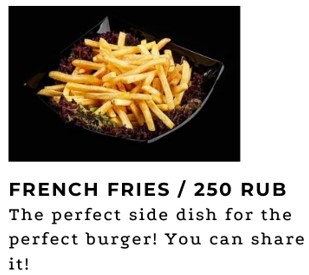 FRENCH FRIES / 250 RUB
The perfect side dish for the
perfect burger! You can share
it!